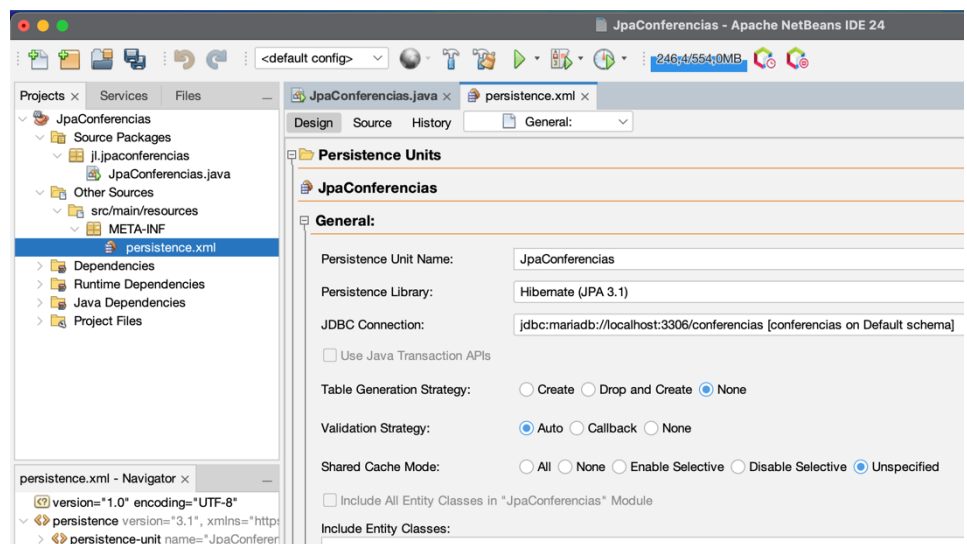 JpaConferencias - Apache NetBeans IDE 24
<default config>
246,4/554,0MB
Projects × Services Files
JpaConferencias
Source Packages
jl.jpaconferencias
JpaConferencias.java
Other Sources
src/main/resources
META-INF
persistence.xml
Dependencies
Runtime Dependencies
Java Dependencies
Project Files
persistence.xml - Navigator ×
version="1.0" encoding="UTF-8"
persistence version="3.1", xmlns="http
persistence-unit name="JpaConferen
JpaConferencias.java × persistence.xml ×
Design Source History General:
Persistence Units
JpaConferencias
General:
Persistence Unit Name: JpaConferencias
Persistence Library: Hibernate (JPA 3.1)
JDBC Connection: jdbc:mariadb://localhost:3306/conferencias [conferencias on Default schema]
Use Java Transaction APIs
Table Generation Strategy: Create Drop and Create None
Validation Strategy: Auto Callback None
Shared Cache Mode: All None Enable Selective Disable Selective Unspecified
Include All Entity Classes in "JpaConferencias" Module
Include Entity Classes: